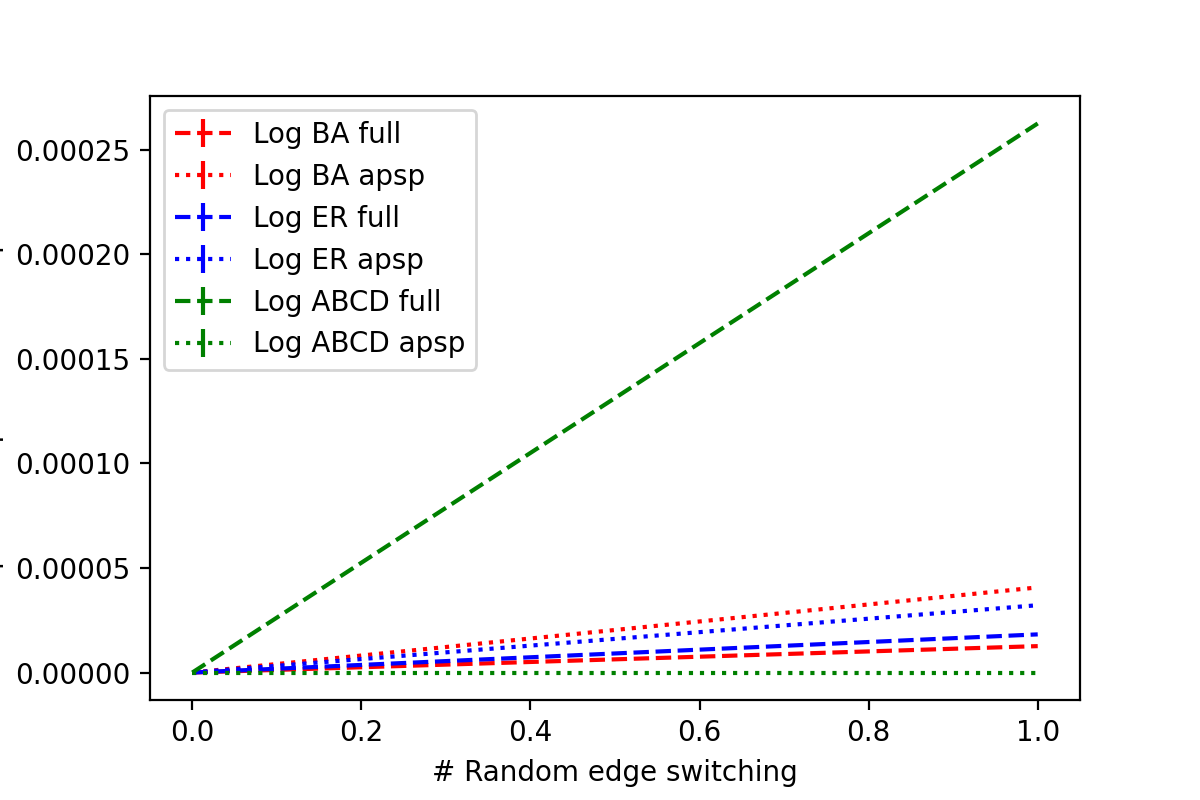 Log BA full
Log BA apsp
Log ER full
Log ER apsp
Log ABCD full
Log ABCD apsp
0.00025
0.00020
0.00015
0.00010
0.00005
0.00000
0.0 0.2 0.4 0.6 0.8 1.0
# Random edge switching